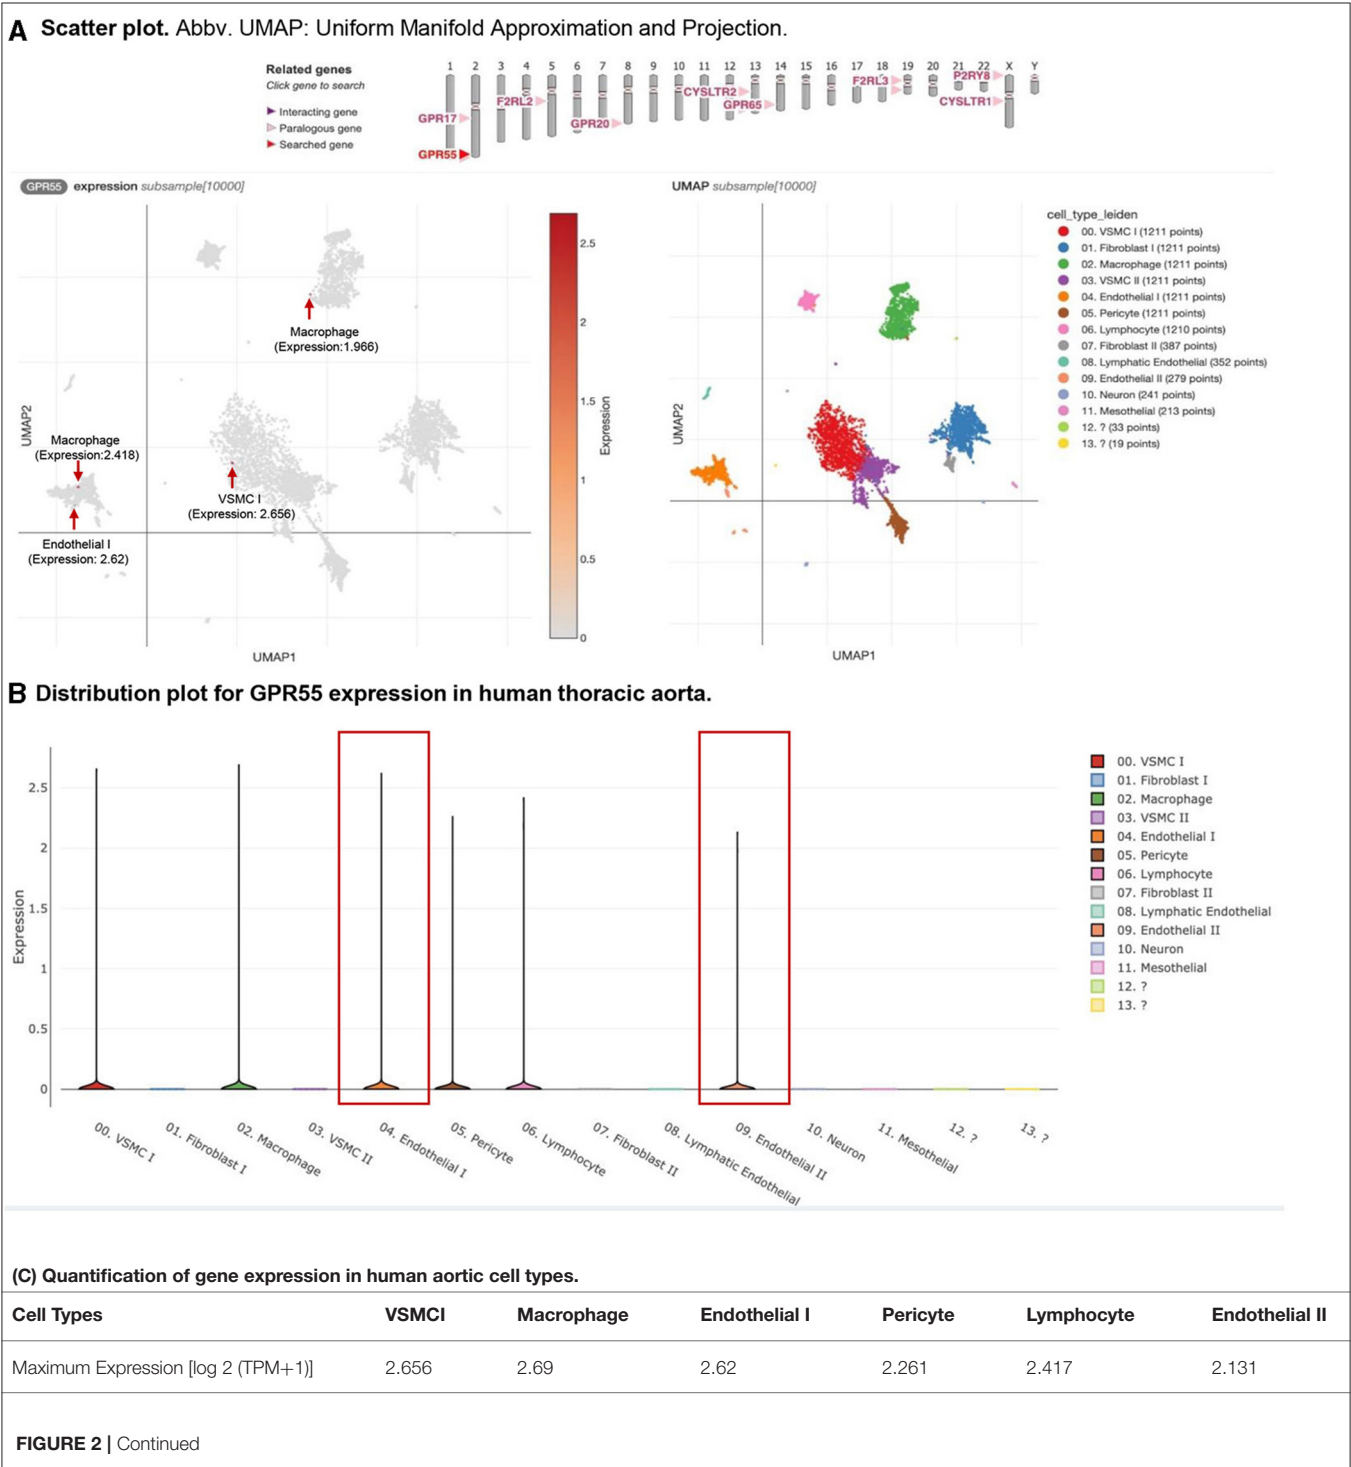 A Scatter plot. Abbv. UMAP: Uniform Manifold Approximation and Projection.
Related genes
Click gene to search
Interacting gene
Paralogous gene
Searched gene
1 2 3 4 5 6 7 8 9 10 11 12 13 14 15 16 17 18 19 20 21 22 X Y
GPR17
GPR55
F2RL2
GPR20
CYSLTR2
GPR65
F2RL3
P2RY8
CYSLTR1
GPR55 expression subsample[10000]
Macrophage
(Expression:1.966)
Macrophage
(Expression:2.418)
VSMC I
(Expression: 2.656)
Endothelial I
(Expression: 2.62)
UMAP2
UMAP1
2.5
2
1.5
1
0.5
0
Expression
UMAP subsample[10000]
UMAP2
UMAP1
cell_type_leiden
00. VSMC I (1211 points)
01. Fibroblast I (1211 points)
02. Macrophage (1211 points)
03. VSMC II (1211 points)
04. Endothelial I (1211 points)
05. Pericyte (1211 points)
06. Lymphocyte (1210 points)
07. Fibroblast II (387 points)
08. Lymphatic Endothelial (352 points)
09. Endothelial II (279 points)
10. Neuron (241 points)
11. Mesothelial (213 points)
12. ? (33 points)
13. ? (19 points)
B Distribution plot for GPR55 expression in human thoracic aorta.
Expression
2.5
2
1.5
1
0.5
0
00. VSMC I
01. Fibroblast I
02. Macrophage
03. VSMC II
04. Endothelial I
05. Pericyte
06. Lymphocyte
07. Fibroblast II
08. Lymphatic Endothelial
09. Endothelial II
10. Neuron
11. Mesothelial
12. ?
13. ?
00. VSMC I
01. Fibroblast I
02. Macrophage
03. VSMC II
04. Endothelial I
05. Pericyte
06. Lymphocyte
07. Fibroblast II
08. Lymphatic Endothelial
09. Endothelial II
10. Neuron
11. Mesothelial
12. ?
13. ?
(C) Quantification of gene expression in human aortic cell types.
Cell Types VSMCI Macrophage Endothelial I Pericyte Lymphocyte Endothelial II
Maximum Expression [log 2 (TPM+1)] 2.656 2.69 2.62 2.261 2.417 2.131
FIGURE 2 | Continued